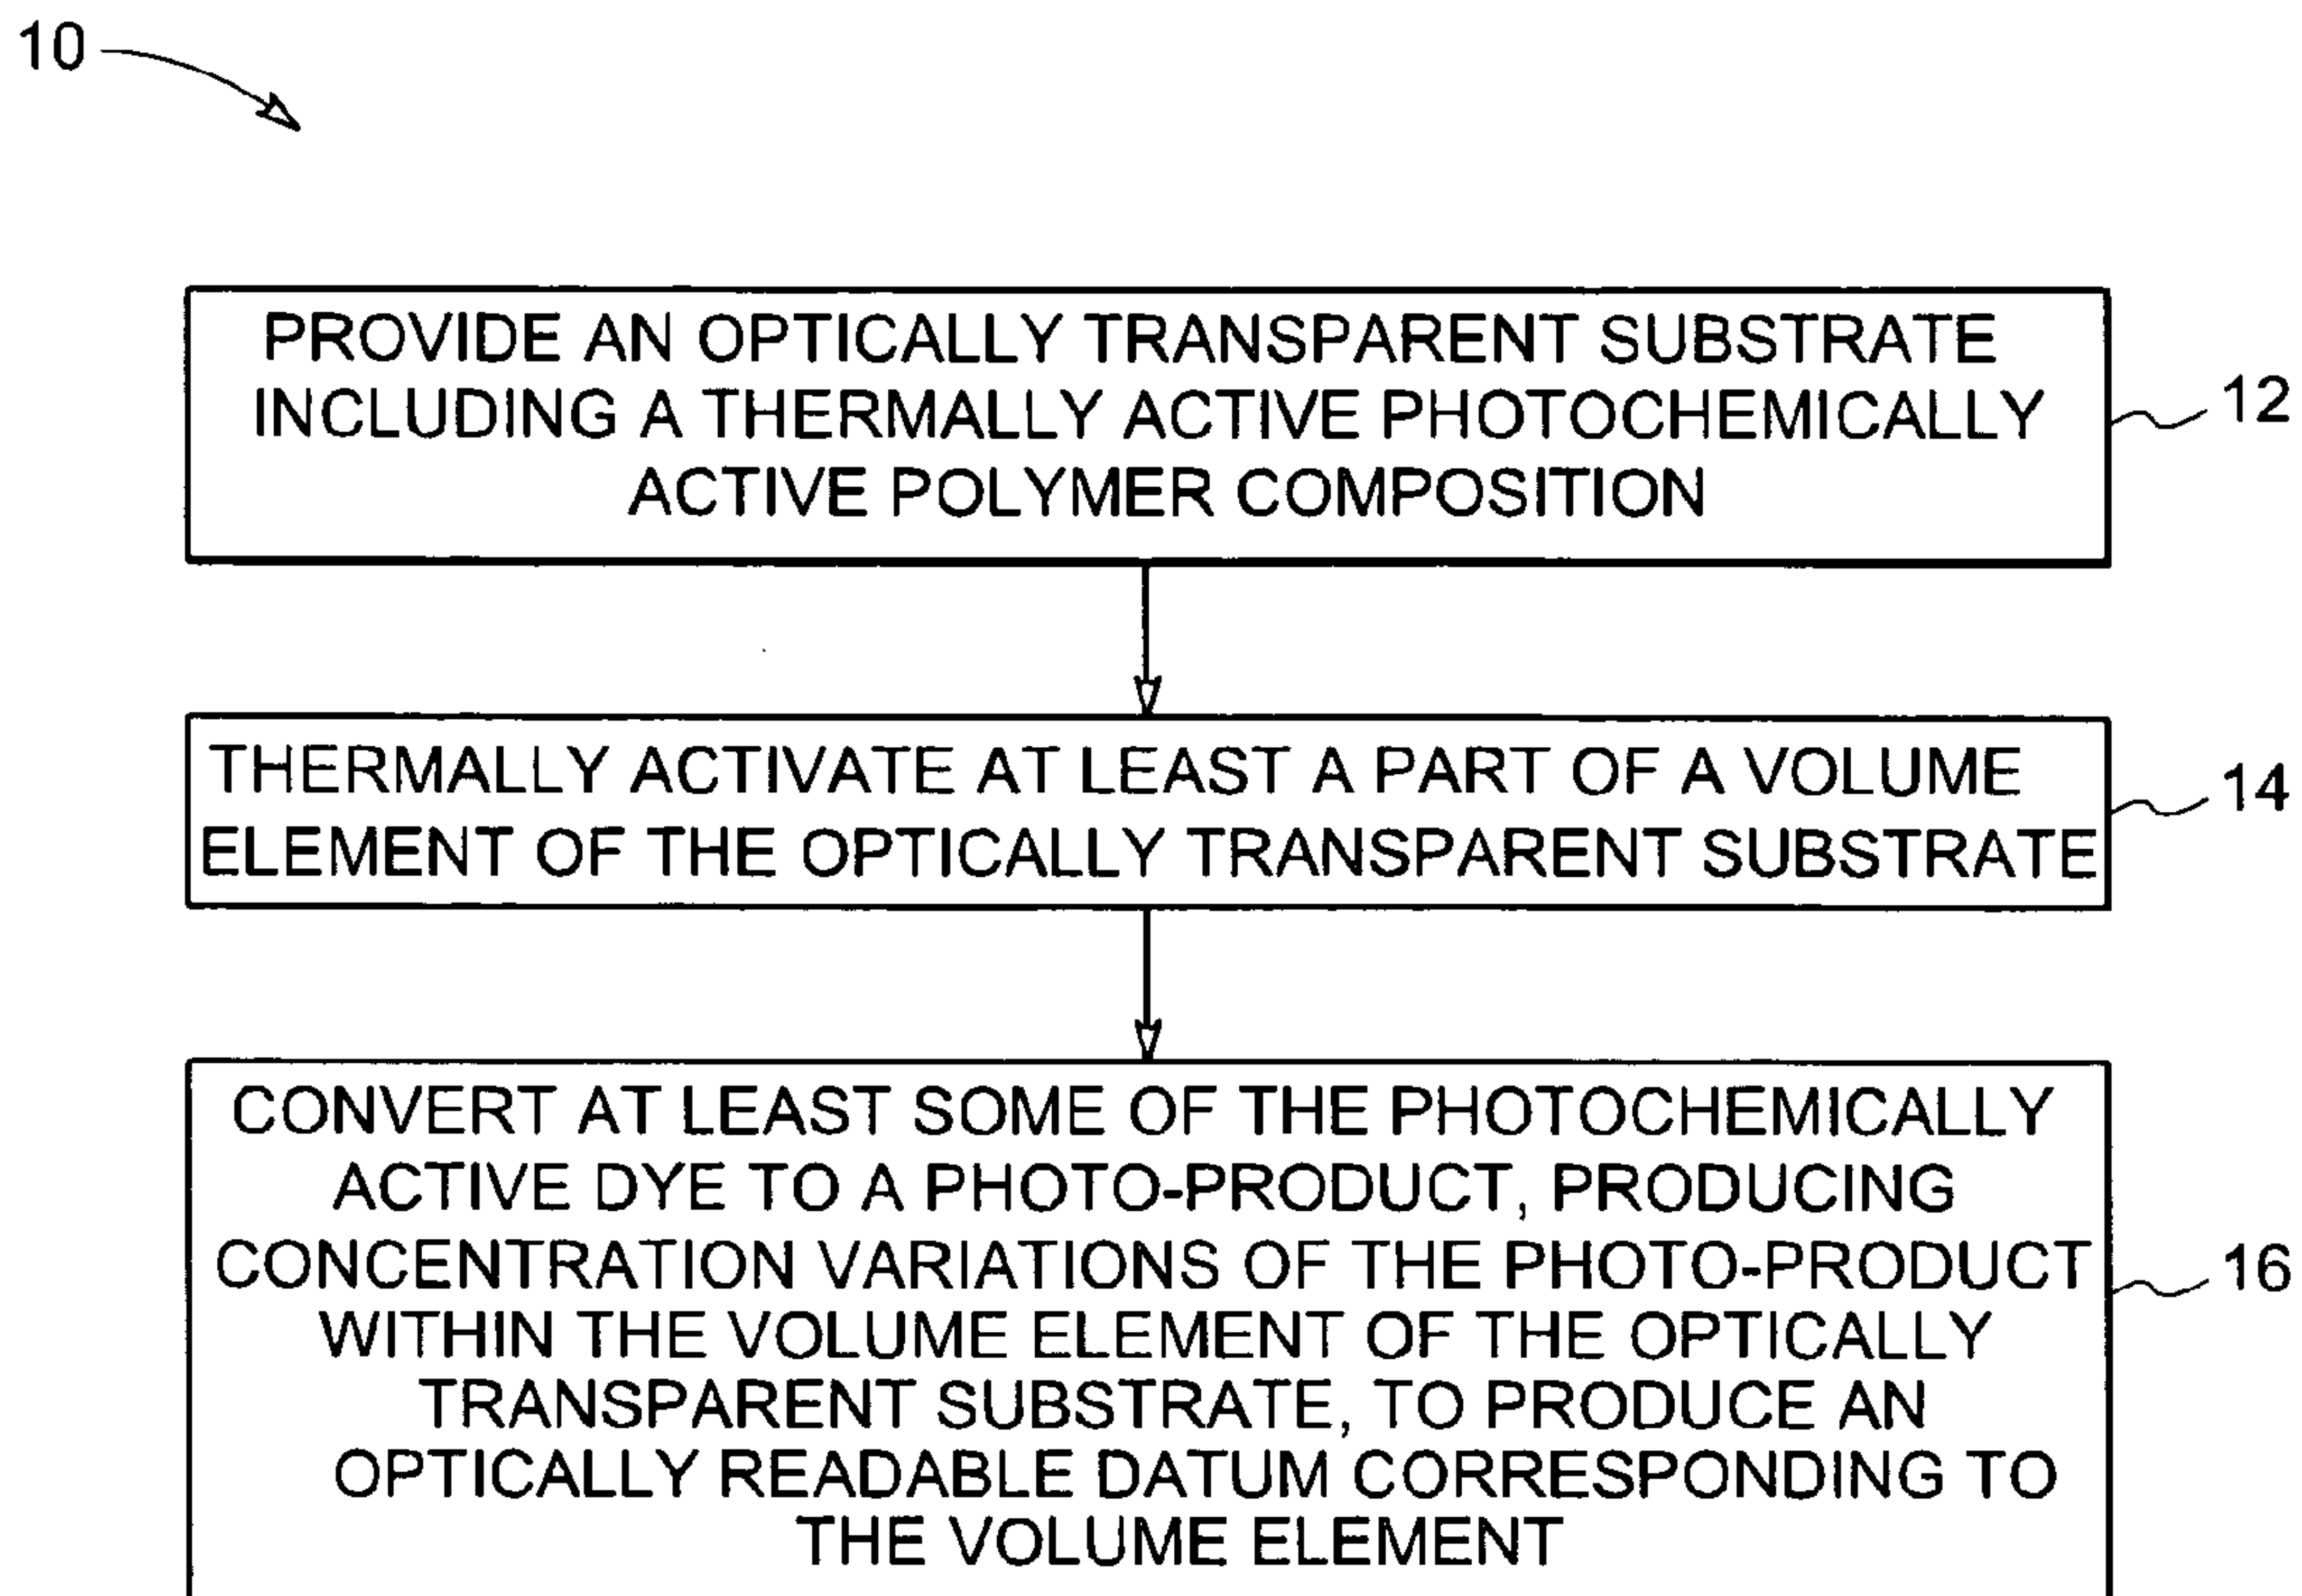 10
PROVIDE AN OPTICALLY TRANSPARENT SUBSTRATE
INCLUDING A THERMALLY ACTIVE PHOTOCHEMICALLY
ACTIVE POLYMER COMPOSITION
12
THERMALLY ACTIVATE AT LEAST A PART OF A VOLUME
ELEMENT OF THE OPTICALLY TRANSPARENT SUBSTRATE
14
CONVERT AT LEAST SOME OF THE PHOTOCHEMICALLY
ACTIVE DYE TO A PHOTO-PRODUCT, PRODUCING
CONCENTRATION VARIATIONS OF THE PHOTO-PRODUCT
WITHIN THE VOLUME ELEMENT OF THE OPTICALLY
TRANSPARENT SUBSTRATE, TO PRODUCE AN
OPTICALLY READABLE DATUM CORRESPONDING TO
THE VOLUME ELEMENT
16